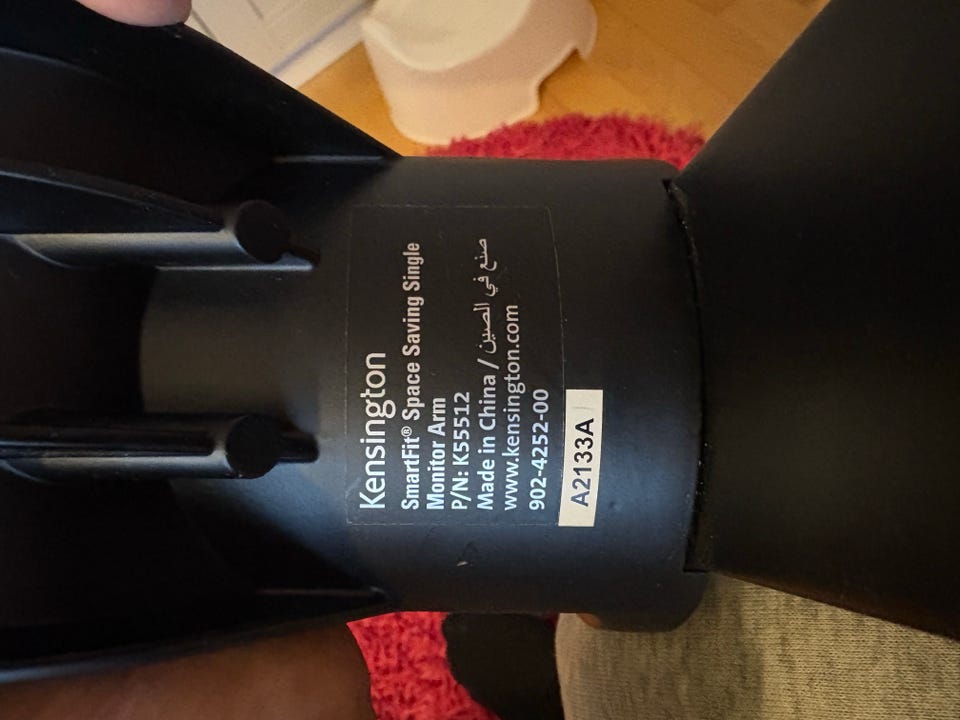 Kensington
SmartFit® Space Saving Single
Monitor Arm
P/N: K55512
Made in China / صنع في الصين
www.kensington.com
902-4252-00
A2133A